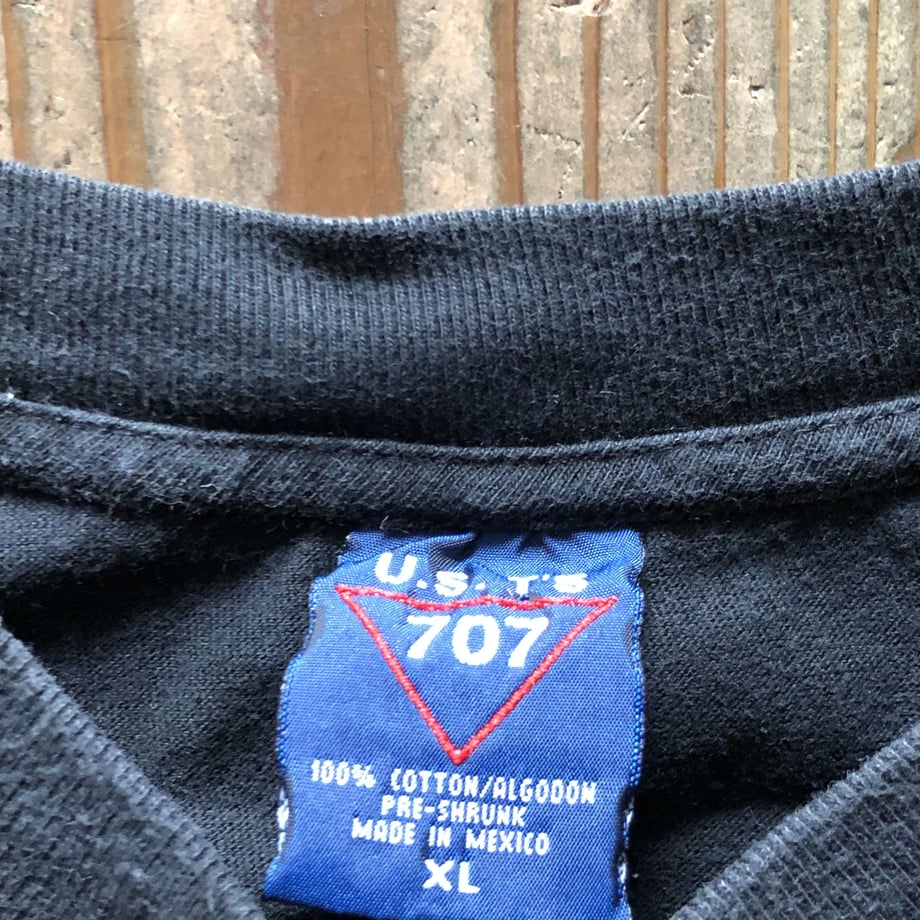 U.S. T'S
707
100% COTTON/ALGODON
PRE-SHRUNK
MADE IN MEXICO
XL